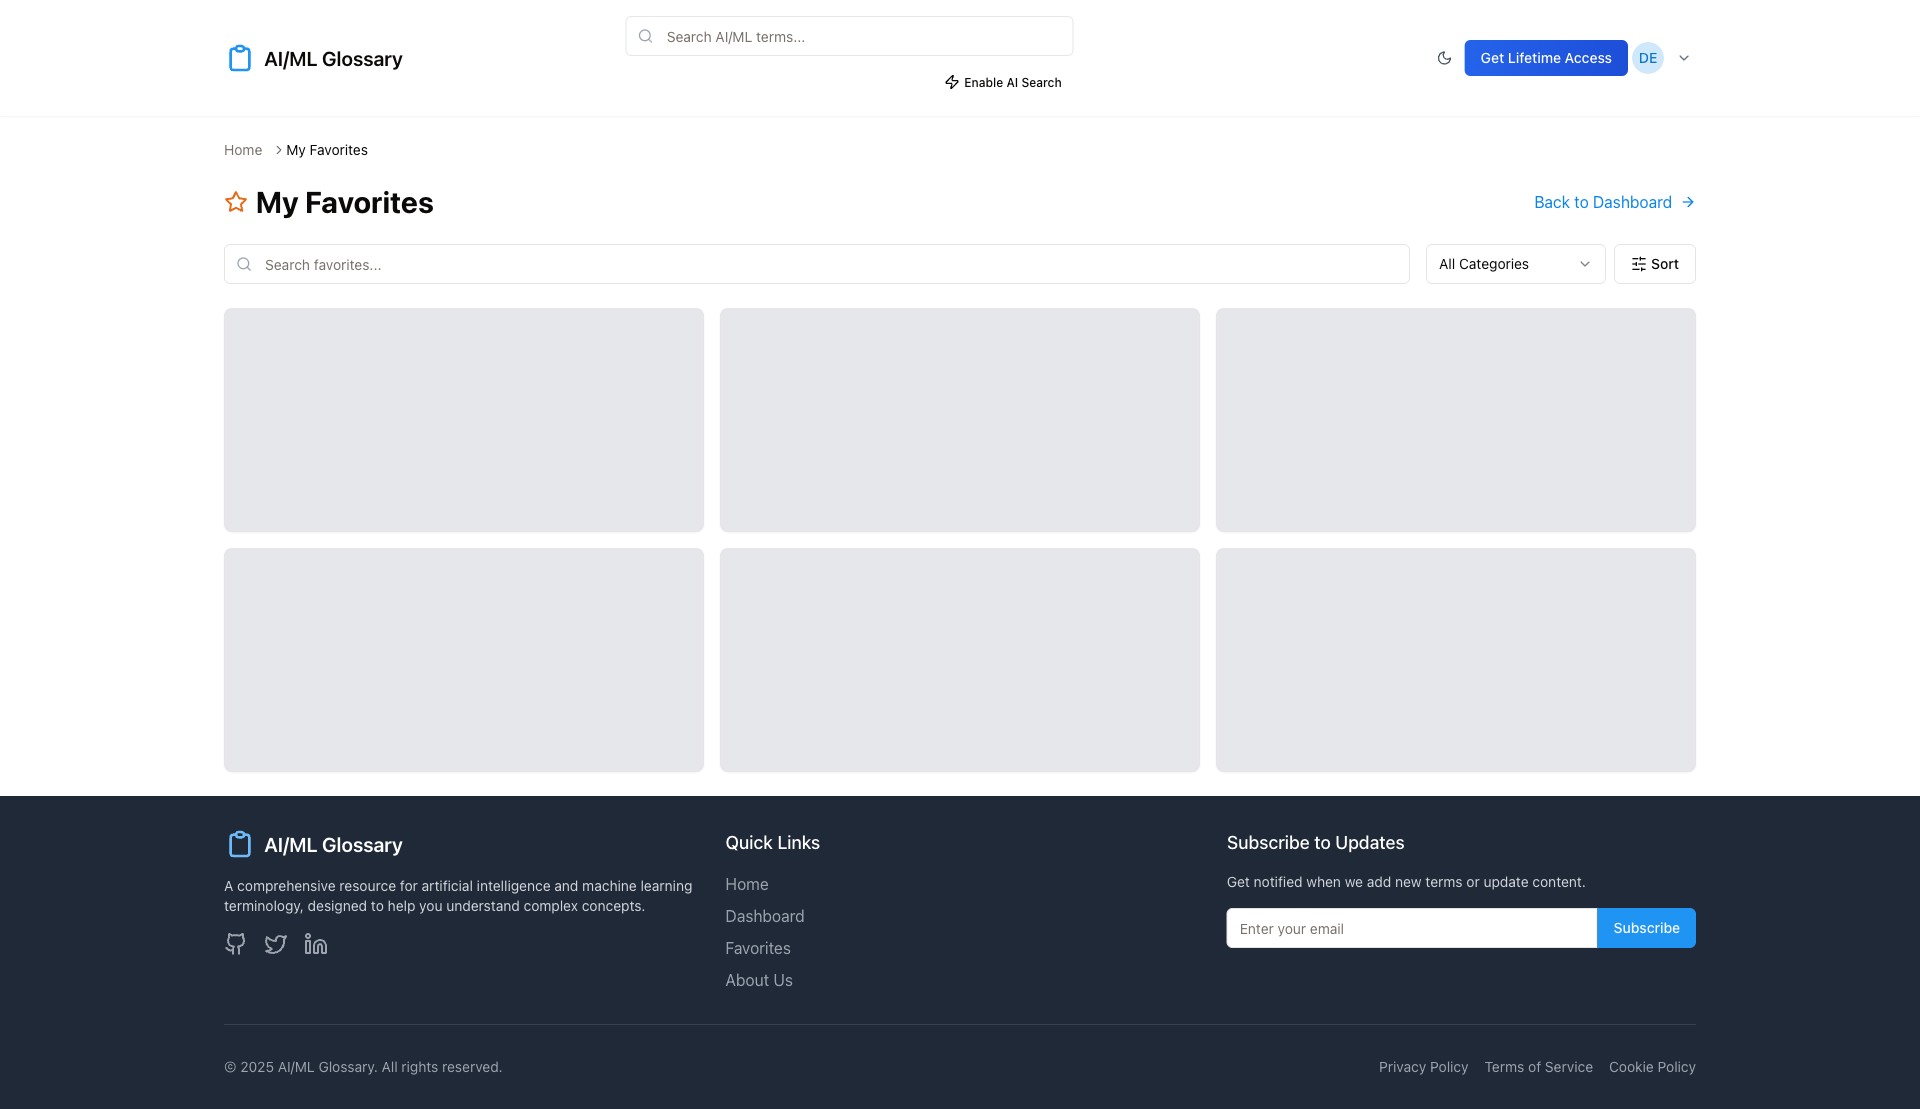 AI/ML Glossary
Search AI/ML terms...
Enable AI Search
Get Lifetime Access
DE
Home
My Favorites
My Favorites
Back to Dashboard
Search favorites...
All Categories
Sort
AI/ML Glossary
A comprehensive resource for artificial intelligence and machine learning
terminology, designed to help you understand complex concepts.
Quick Links
Home
Dashboard
Favorites
About Us
Subscribe to Updates
Get notified when we add new terms or update content.
Enter your email
Subscribe
© 2025 AI/ML Glossary. All rights reserved.
Privacy Policy
Terms of Service
Cookie Policy